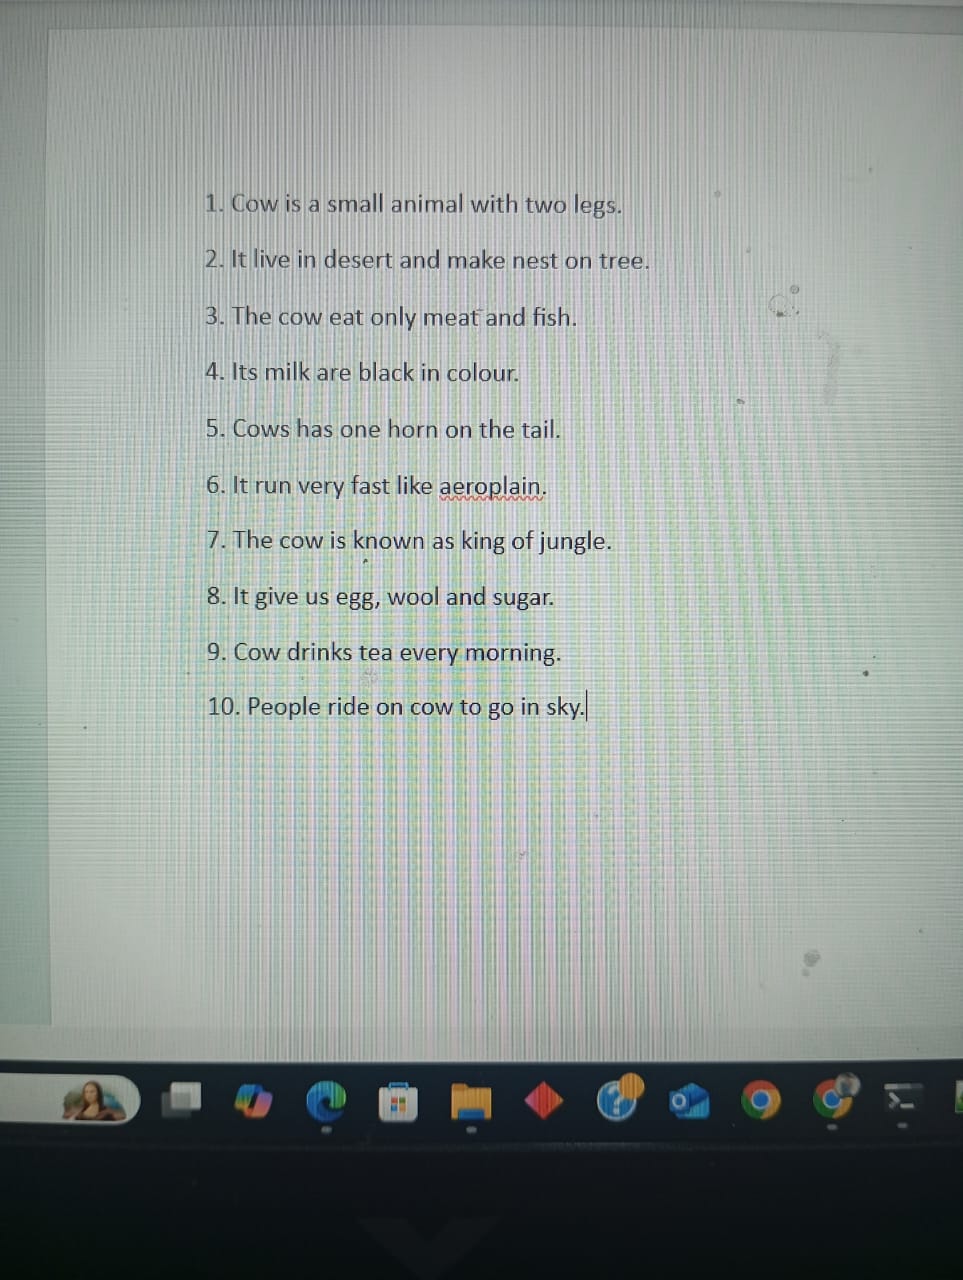 1. Cow is a small animal with two legs.
2. It live in desert and make nest on tree.
3. The cow eat only meat and fish.
4. Its milk are black in colour.
5. Cows has one horn on the tail.
6. It run very fast like aeroplain.
7. The cow is known as king of jungle.
8. It give us egg, wool and sugar.
9. Cow drinks tea every morning.
10. People ride on cow to go in sky.